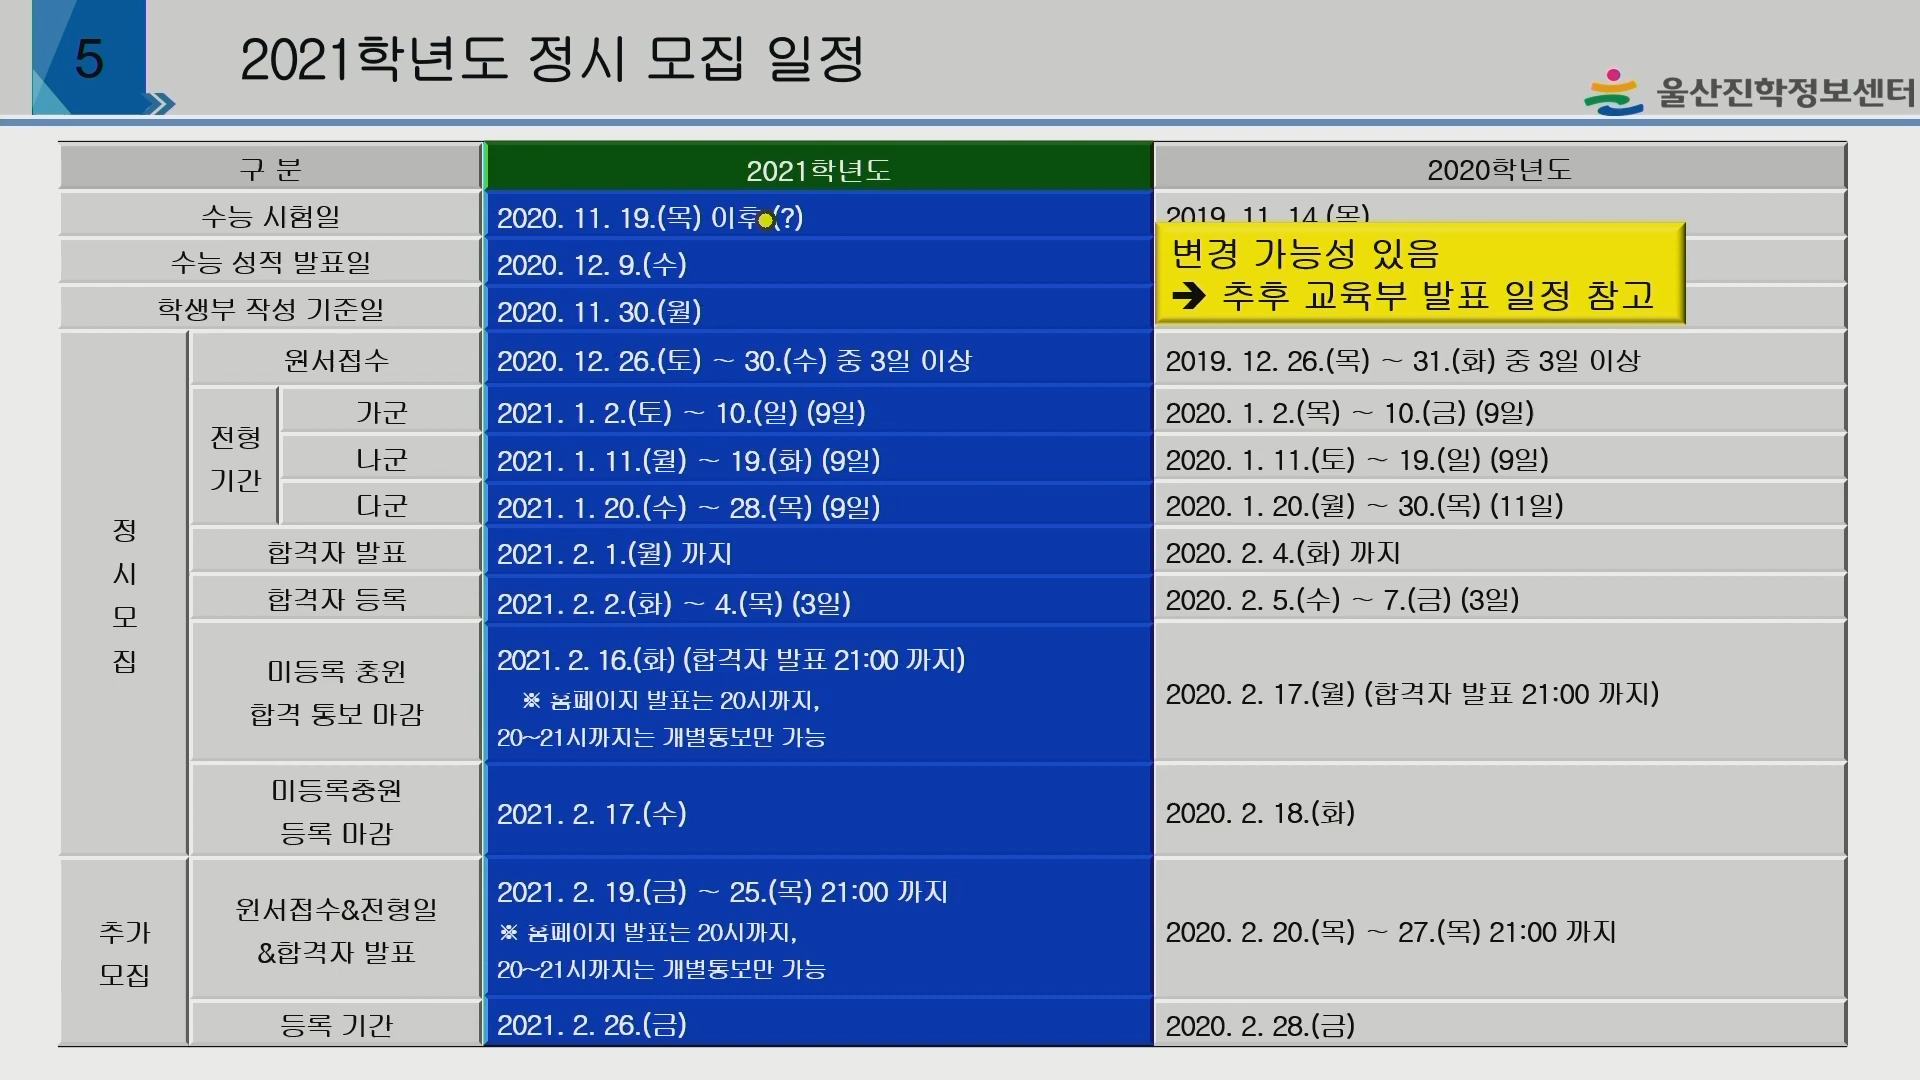 5
2021학년도 정시 모집 일정
울산진학정보센터
구 분
2021학년도
2020학년도
수능 시험일
2020. 11. 19.(목) 이후 (?)
2019. 11. 14.(목)
수능 성적 발표일
2020. 12. 9.(수)
변경 가능성 있음
➔ 추후 교육부 발표 일정 참고
학생부 작성 기준일
2020. 11. 30.(월)
정시모집
원서접수
2020. 12. 26.(토) ~ 30.(수) 중 3일 이상
2019. 12. 26.(목) ~ 31.(화) 중 3일 이상
전형
기간
가군
2021. 1. 2.(토) ~ 10.(일) (9일)
2020. 1. 2.(목) ~ 10.(금) (9일)
나군
2021. 1. 11.(월) ~ 19.(화) (9일)
2020. 1. 11.(토) ~ 19.(일) (9일)
다군
2021. 1. 20.(수) ~ 28.(목) (9일)
2020. 1. 20.(월) ~ 30.(목) (11일)
합격자 발표
2021. 2. 1.(월) 까지
2020. 2. 4.(화) 까지
합격자 등록
2021. 2. 2.(화) ~ 4.(목) (3일)
2020. 2. 5.(수) ~ 7.(금) (3일)
미등록 충원
합격 통보 마감
2021. 2. 16.(화) (합격자 발표 21:00 까지)
※ 홈페이지 발표는 20시까지,
20~21시까지는 개별통보만 가능
2020. 2. 17.(월) (합격자 발표 21:00 까지)
미등록충원
등록 마감
2021. 2. 17.(수)
2020. 2. 18.(화)
추가
모집
원서접수&전형일
&합격자 발표
2021. 2. 19.(금) ~ 25.(목) 21:00 까지
※ 홈페이지 발표는 20시까지,
20~21시까지는 개별통보만 가능
2020. 2. 20.(목) ~ 27.(목) 21:00 까지
등록 기간
2021. 2. 26.(금)
2020. 2. 28.(금)